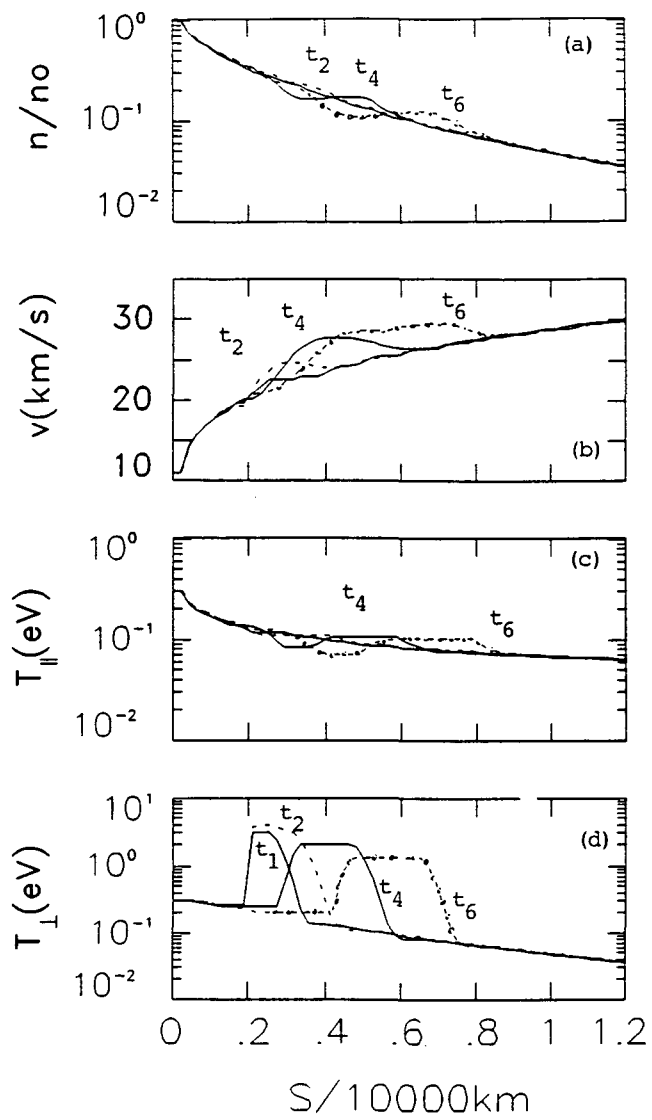 10⁰
(a)
t₂
t₄
n/no
10⁻¹
t₆
10⁻²
30
t₄
t₆
t₂
v(km/s)
20
10
(b)
10⁰
(c)
t₄
T∥(eV)
10⁻¹
t₆
10⁻²
10¹
t₂
(d)
t₁
T⊥(eV)
10⁰
t₄
t₆
10⁻¹
10⁻²
0 .2 .4 .6 .8 1 1.2
S/10000km